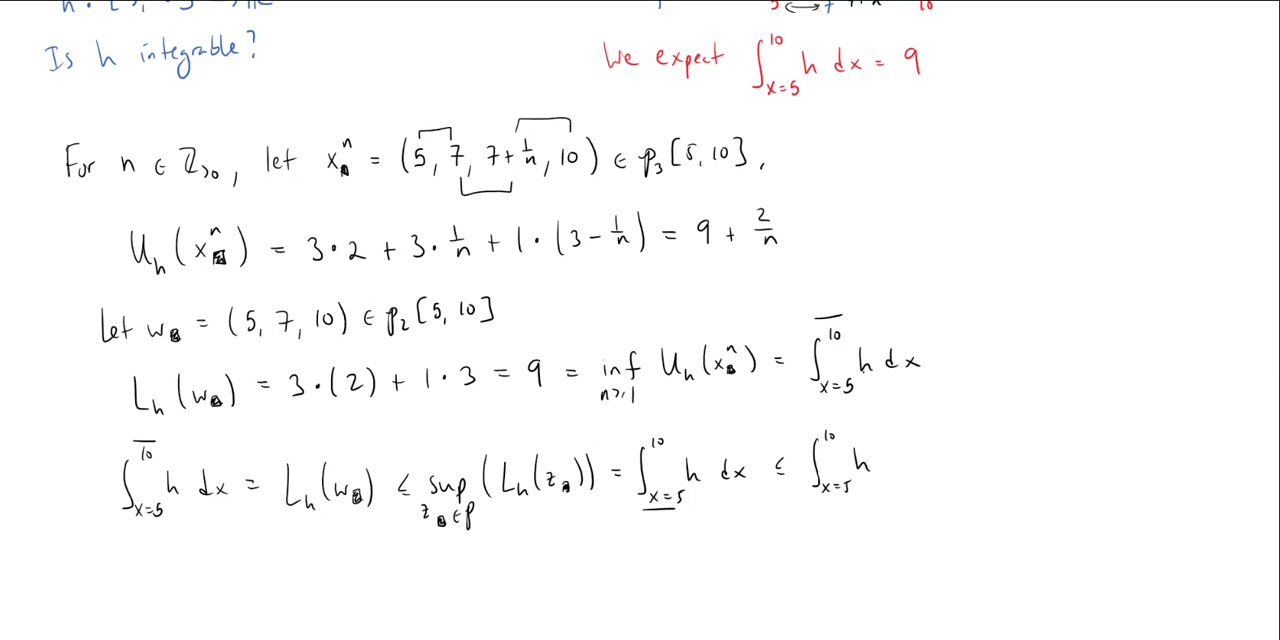 Is h integrable?
We expect ∫_{x=5}^{10} h dx = 9
For n ∈ ℤ_{>0}, let x^n = (5, 7, 7+1/n, 10) ∈ P_3[5, 10].
U_h(x^n) = 3·2 + 3·1/n + 1·(3 − 1/n) = 9 + 2/n
Let w = (5, 7, 10) ∈ P_2[5, 10]
L_h(w) = 3·(2) + 1·3 = 9 = inf_{n≥1} U_h(x^n) = \overline{∫}_{x=5}^{10} h dx
\overline{∫}_{x=5}^{10} h dx = L_h(w) ≤ sup_{z ∈ P} (L_h(z)) = \underline{∫}_{x=5}^{10} h dx ≤ ∫_{x=5}^{10} h